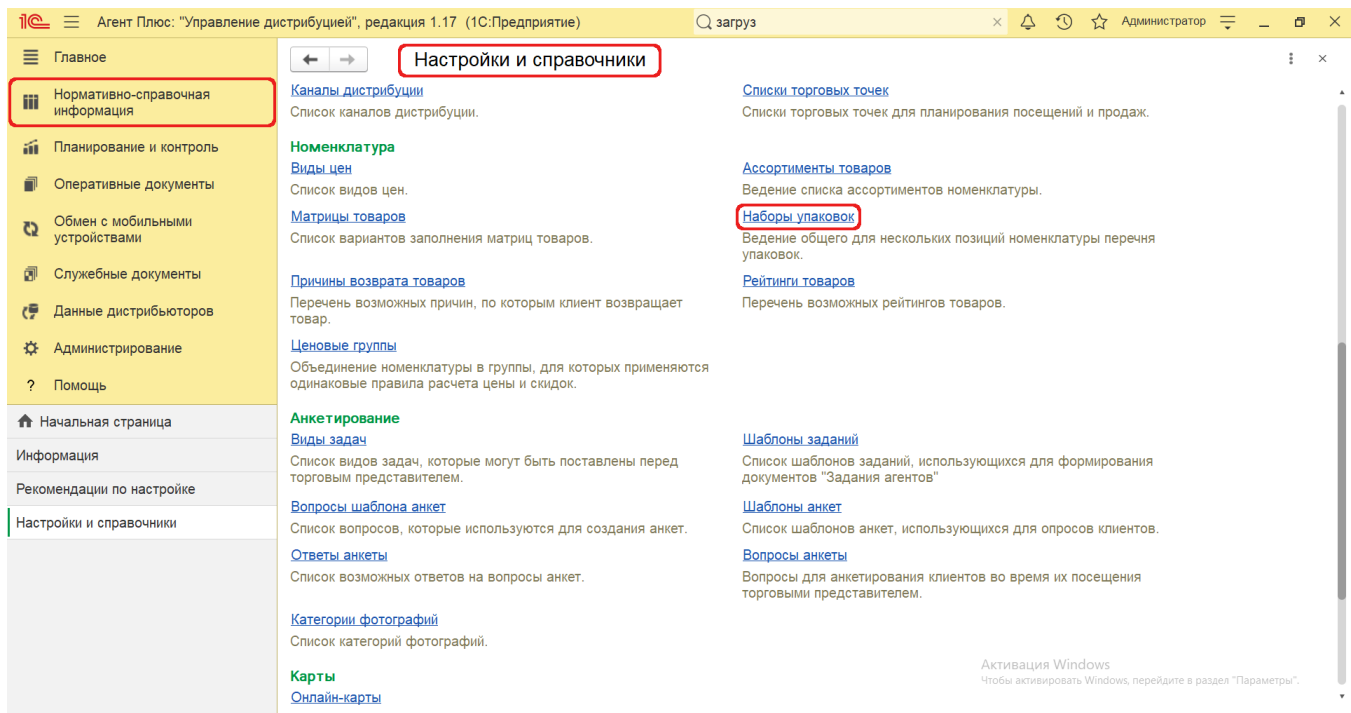 1С Агент Плюс: "Управление дистрибуцией", редакция 1.17 (1С:Предприятие) загруз Администратор
Главное
Нормативно-справочная
информация
Планирование и контроль
Оперативные документы
Обмен с мобильными
устройствами
Служебные документы
Данные дистрибьюторов
Администрирование
? Помощь
Начальная страница
Информация
Рекомендации по настройке
Настройки и справочники
Настройки и справочники
Каналы дистрибуции
Список каналов дистрибуции.
Списки торговых точек
Списки торговых точек для планирования посещений и продаж.
Номенклатура
Виды цен
Список видов цен.
Ассортименты товаров
Ведение списка ассортиментов номенклатуры.
Матрицы товаров
Список вариантов заполнения матриц товаров.
Наборы упаковок
Ведение общего для нескольких позиций номенклатуры перечня
упаковок.
Причины возврата товаров
Перечень возможных причин, по которым клиент возвращает
товар.
Рейтинги товаров
Перечень возможных рейтингов товаров.
Ценовые группы
Объединение номенклатуры в группы, для которых применяются
одинаковые правила расчета цены и скидок.
Анкетирование
Виды задач
Список видов задач, которые могут быть поставлены перед
торговым представителем.
Шаблоны заданий
Список шаблонов заданий, использующихся для формирования
документов "Задания агентов"
Вопросы шаблона анкет
Список вопросов, которые используются для создания анкет.
Шаблоны анкет
Список шаблонов анкет, использующихся для опросов клиентов.
Ответы анкеты
Список возможных ответов на вопросы анкет.
Вопросы анкеты
Вопросы для анкетирования клиентов во время их посещения
торговыми представителем.
Категории фотографий
Список категорий фотографий.
Карты
Онлайн-карты
Активация Windows
Чтобы активировать Windows, перейдите в раздел "Параметры".